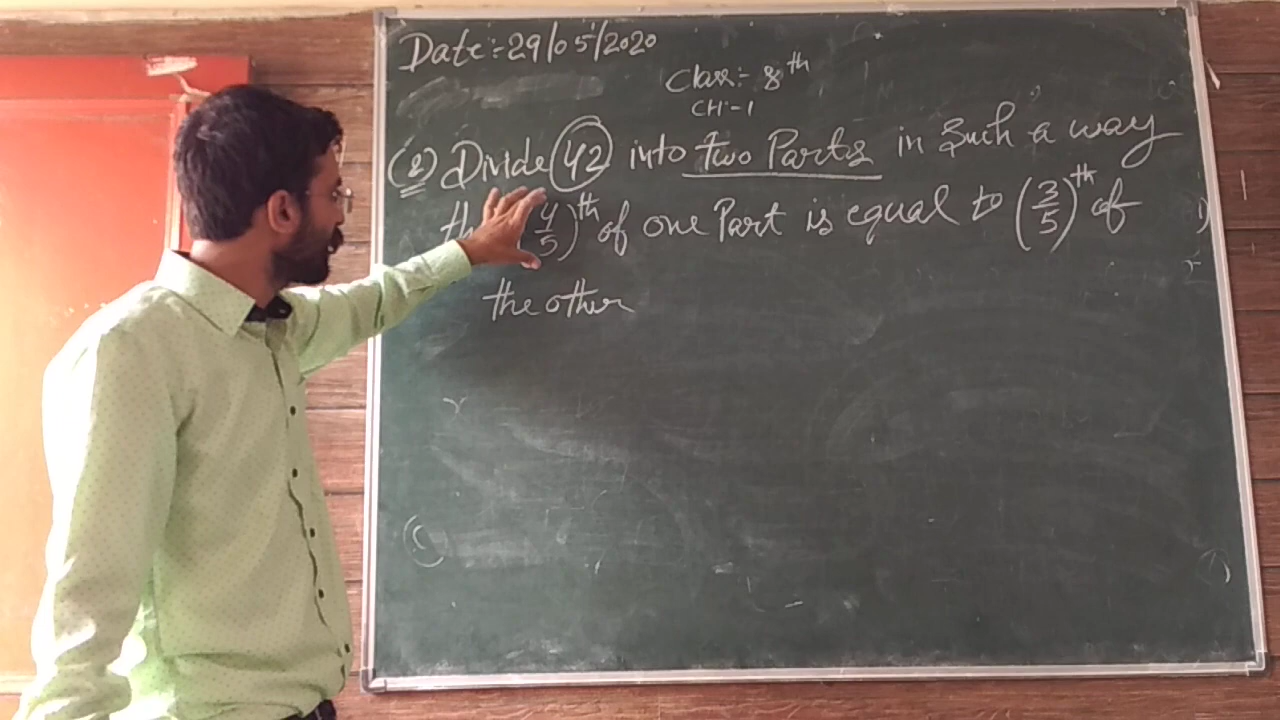 Date:-29/05/2020
Class:- 8th
CH:-1
(2) Divide 42 into two Parts in Such a way
(4/5)th of one Part is equal to (3/5)th of
the other